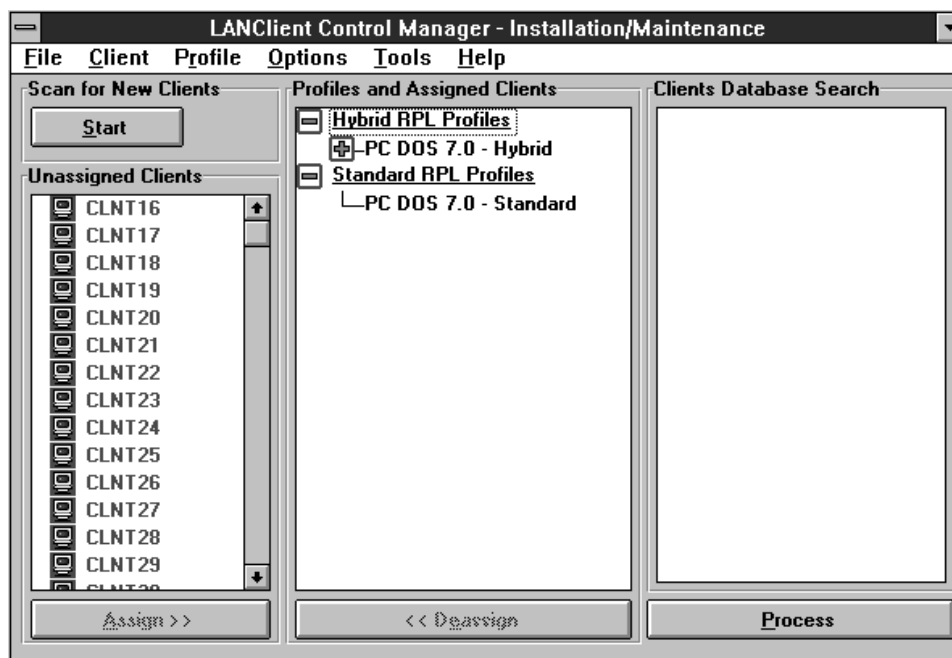 LANClient Control Manager - Installation/Maintenance
File Client Profile Options Tools Help
Scan for New Clients
Start
Unassigned Clients
CLNT16
CLNT17
CLNT18
CLNT19
CLNT20
CLNT21
CLNT22
CLNT23
CLNT24
CLNT25
CLNT26
CLNT27
CLNT28
CLNT29
Assign >>
Profiles and Assigned Clients
Hybrid RPL Profiles
PC DOS 7.0 - Hybrid
Standard RPL Profiles
PC DOS 7.0 - Standard
<< Deassign
Clients Database Search
Process